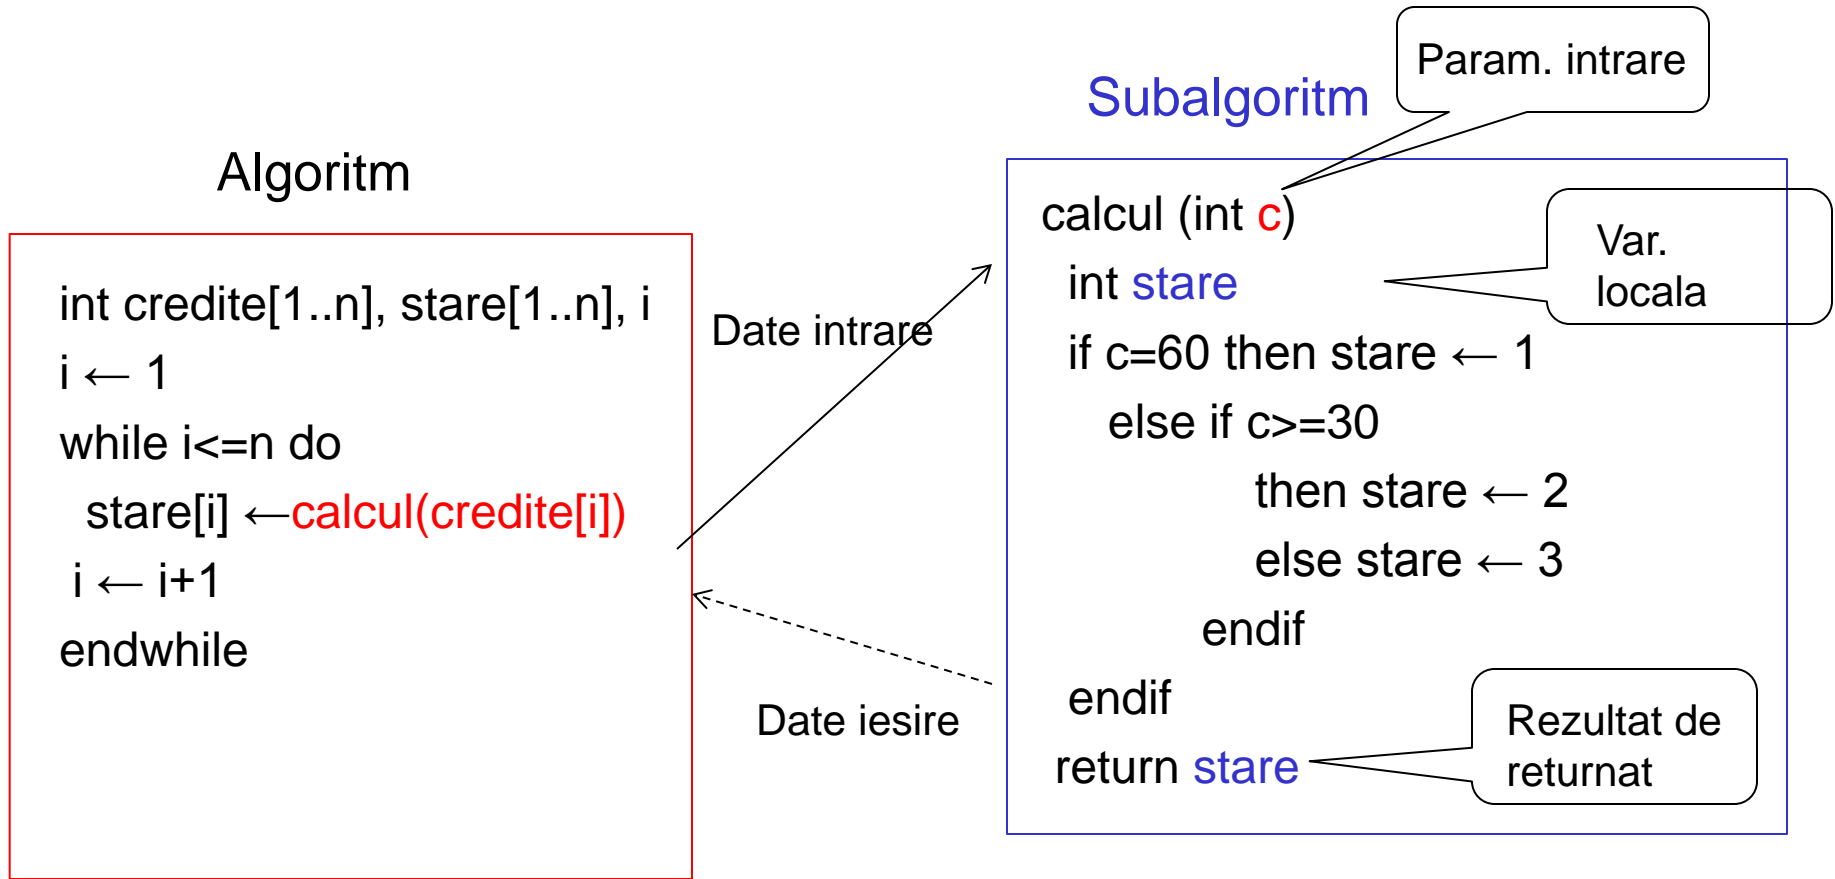 Algoritm
int credite[1..n], stare[1..n], i
i ← 1
while i<=n do
stare[i] ←calcul(credite[i])
i ← i+1
endwhile
Date intrare
Date iesire
Subalgoritm
Param. intrare
calcul (int c)
int stare
Var.
locala
if c=60 then stare ← 1
else if c>=30
then stare ← 2
else stare ← 3
endif
endif
return stare
Rezultat de
returnat